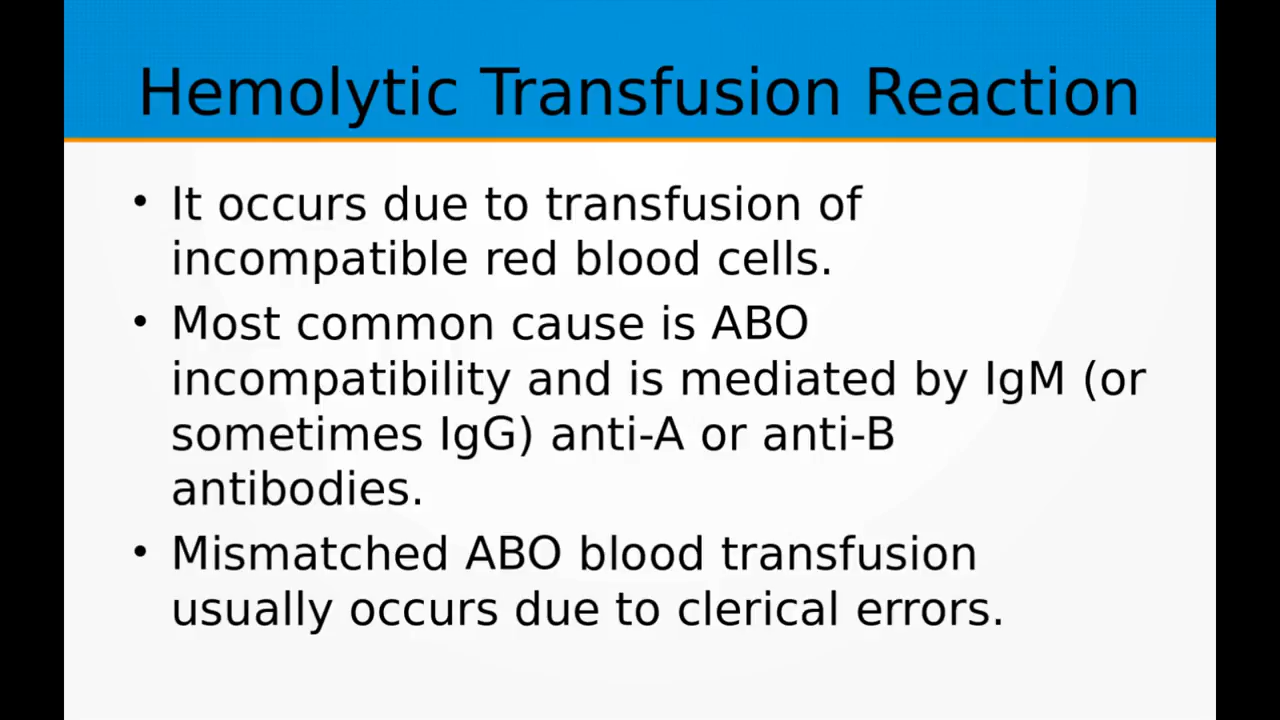 Hemolytic Transfusion Reaction
• It occurs due to transfusion of
incompatible red blood cells.
• Most common cause is ABO
incompatibility and is mediated by IgM (or
sometimes IgG) anti-A or anti-B
antibodies.
• Mismatched ABO blood transfusion
usually occurs due to clerical errors.